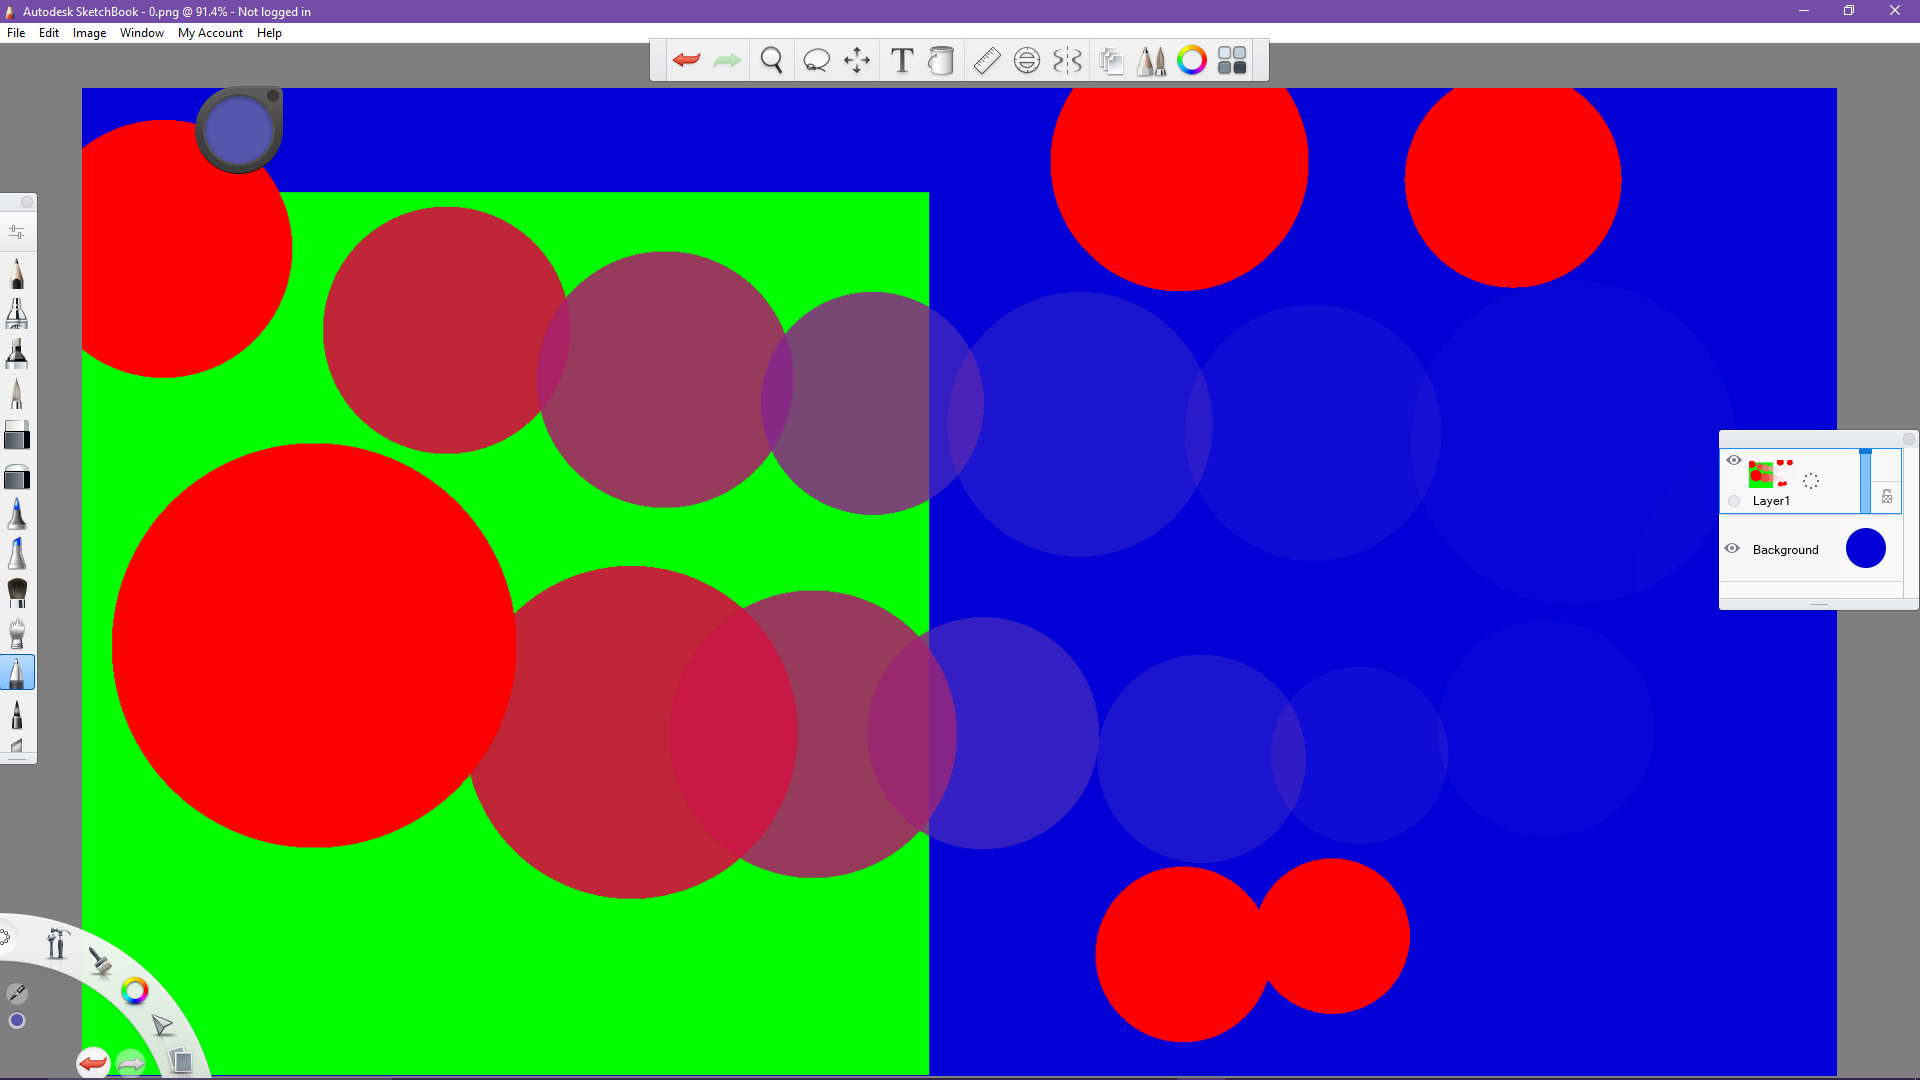 Autodesk SketchBook - 0.png @ 91.4% - Not logged in
File Edit Image Window My Account Help
T
Layer1
Background